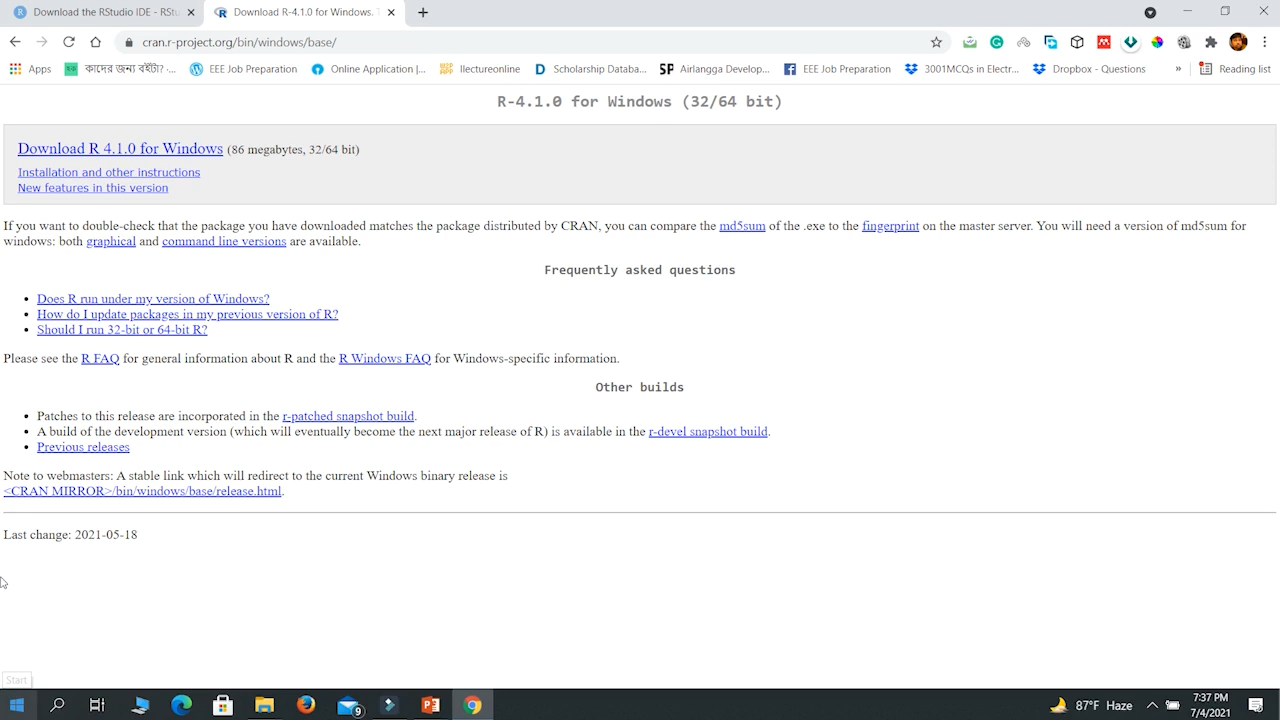 Download the RStudio IDE - RStu
Download R-4.1.0 for Windows. T
cran.r-project.org/bin/windows/base/
Apps
কাদের জন্য বইটা? -...
EEE Job Preparation
Online Application |...
Ilectureonline
Scholarship Databa...
Airlangga Develop...
EEE Job Preparation
3001MCQs in Electr...
Dropbox - Questions
»
Reading list
R-4.1.0 for Windows (32/64 bit)
Download R 4.1.0 for Windows (86 megabytes, 32/64 bit)
Installation and other instructions
New features in this version
If you want to double-check that the package you have downloaded matches the package distributed by CRAN, you can compare the md5sum of the .exe to the fingerprint on the master server. You will need a version of md5sum for
windows: both graphical and command line versions are available.
Frequently asked questions
• Does R run under my version of Windows?
• How do I update packages in my previous version of R?
• Should I run 32-bit or 64-bit R?
Please see the R FAQ for general information about R and the R Windows FAQ for Windows-specific information.
Other builds
• Patches to this release are incorporated in the r-patched snapshot build.
• A build of the development version (which will eventually become the next major release of R) is available in the r-devel snapshot build.
• Previous releases
Note to webmasters: A stable link which will redirect to the current Windows binary release is
<CRAN MIRROR>/bin/windows/base/release.html.
Last change: 2021-05-18
Start
9
87°F Haze
7:37 PM
7/4/2021